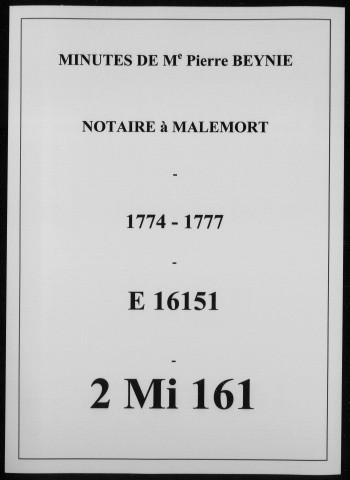 MINUTES DE Me Pierre BEYNIE
NOTAIRE à MALEMORT
-
1774 - 1777
-
E 16151
-
2 Mi 161